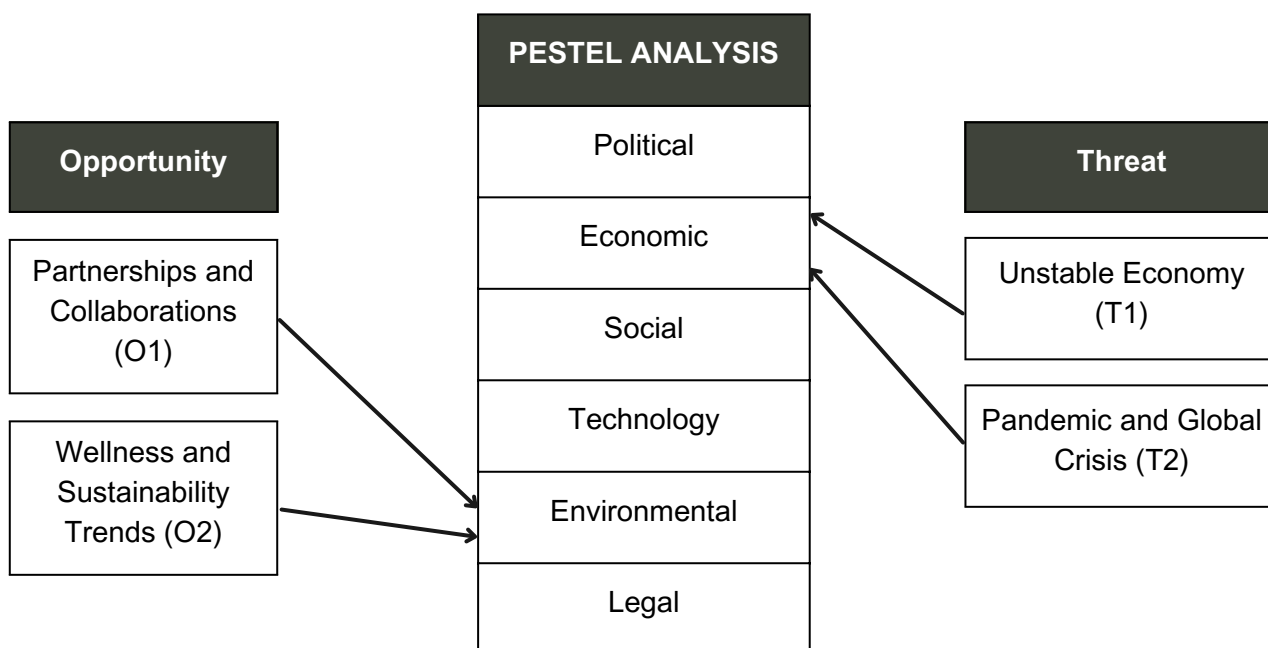 PESTEL ANALYSIS
Opportunity
Partnerships and
Collaborations
(O1)
Wellness and
Sustainability
Trends (O2)
Political
Economic
Social
Technology
Environmental
Legal
Threat
Unstable Economy
(T1)
Pandemic and Global
Crisis (T2)